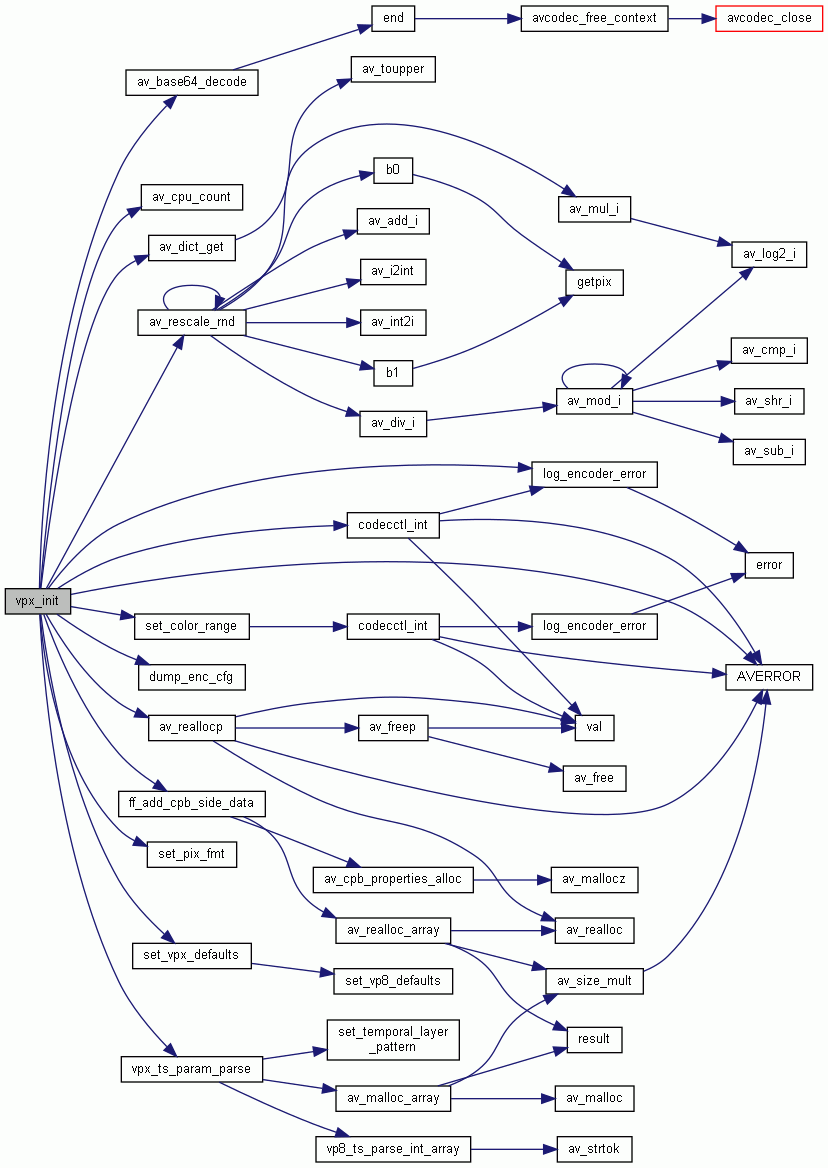 end
avcodec_free_context
avcodec_close
av_base64_decode
av_toupper
b0
av_cpu_count
av_mul_i
av_add_i
av_dict_get
av_log2_i
av_i2int
getpix
av_rescale_rnd
av_int2i
av_cmp_i
b1
av_mod_i
av_shr_i
av_div_i
av_sub_i
log_encoder_error
codecctl_int
error
vpx_init
set_color_range
codecctl_int
log_encoder_error
dump_enc_cfg
AVERROR
av_reallocp
av_freep
val
av_free
ff_add_cpb_side_data
set_pix_fmt
av_cpb_properties_alloc
av_mallocz
av_realloc_array
av_realloc
set_vpx_defaults
set_vp8_defaults
av_size_mult
set_temporal_layer
_pattern
result
vpx_ts_param_parse
av_malloc_array
av_malloc
vp8_ts_parse_int_array
av_strtok